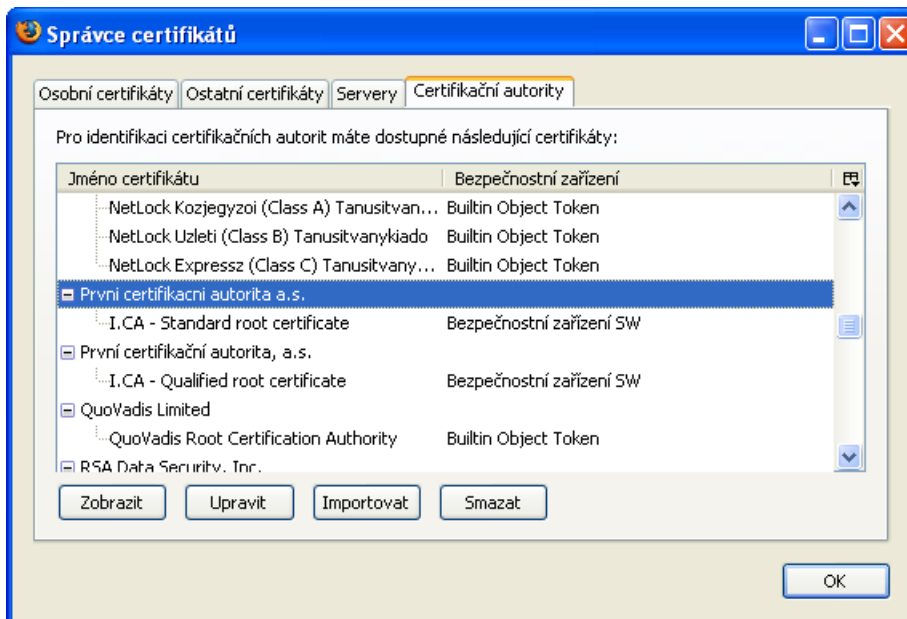 Správce certifikátů
Osobní certifikáty Ostatní certifikáty Servery Certifikační autority
Pro identifikaci certifikačních autorit máte dostupné následující certifikáty:
Jméno certifikátu Bezpečnostní zařízení
NetLock Kozjegyzoi (Class A) Tanusitvan... Builtin Object Token
NetLock Uzleti (Class B) Tanusitvanykiado Builtin Object Token
NetLock Expressz (Class C) Tanusitvany... Builtin Object Token
Prvni certifikacni autorita a.s.
I.CA - Standard root certificate Bezpečnostní zařízení SW
První certifikační autorita, a.s.
I.CA - Qualified root certificate Bezpečnostní zařízení SW
QuoVadis Limited
QuoVadis Root Certification Authority Builtin Object Token
RSA Data Security, Inc.
Zobrazit Upravit Importovat Smazat
OK